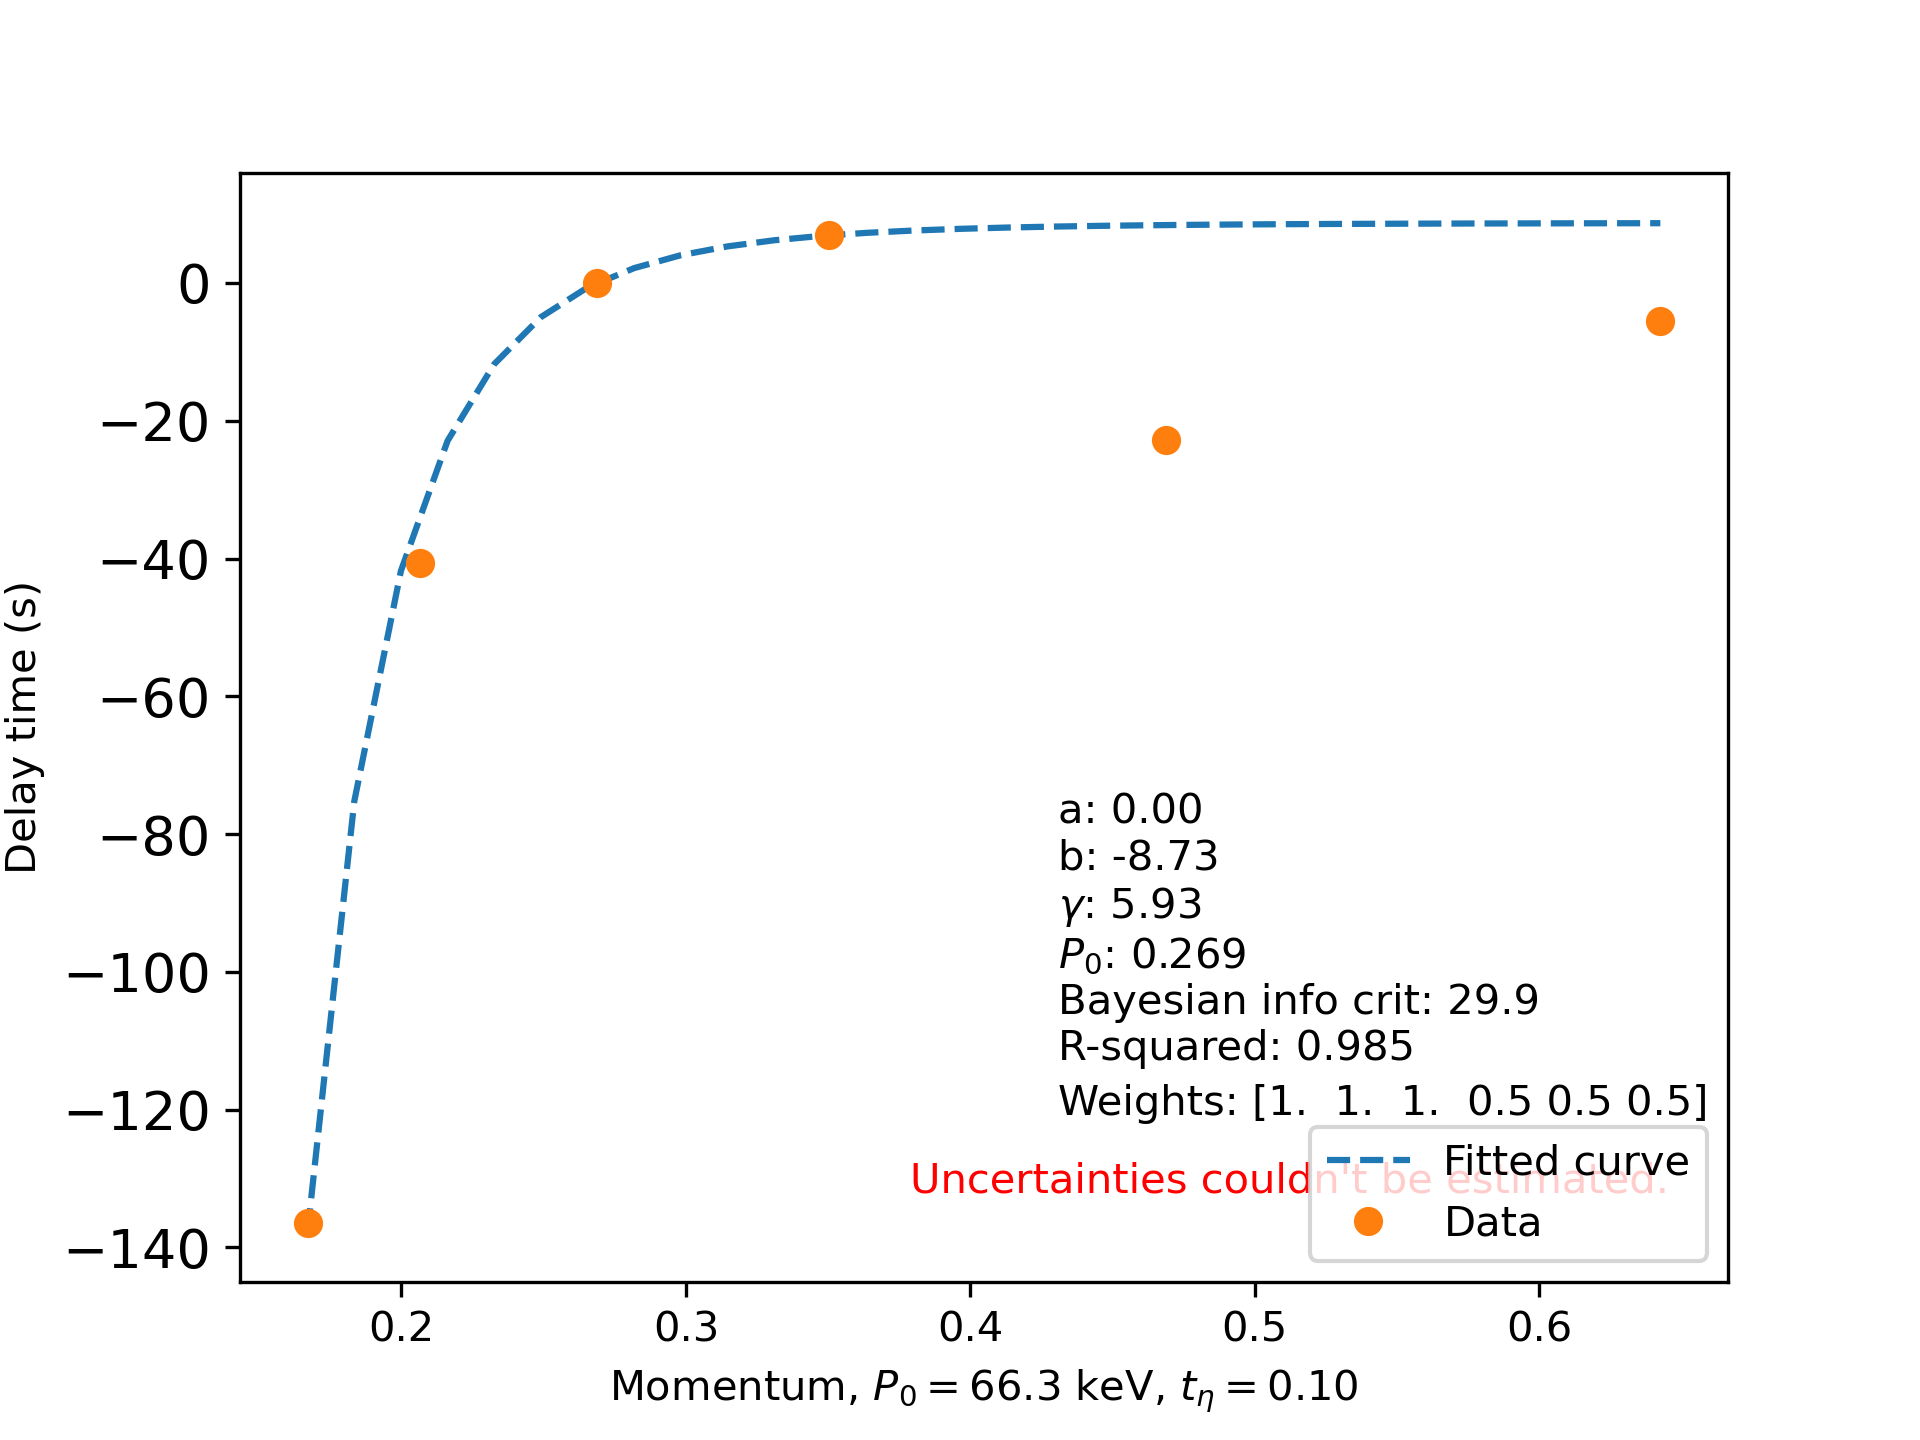 0
−20
−40
−60
−80
−100
−120
−140
Delay time (s)
a: 0.00
b: -8.73
γ: 5.93
P₀: 0.269
Bayesian info crit: 29.9
R-squared: 0.985
Weights: [1.  1.  1.  0.5 0.5 0.5]
Uncertainties couldn't be estimated.
Fitted curve
Data
0.2 0.3 0.4 0.5 0.6
Momentum, P₀ = 66.3 keV, t_η = 0.10